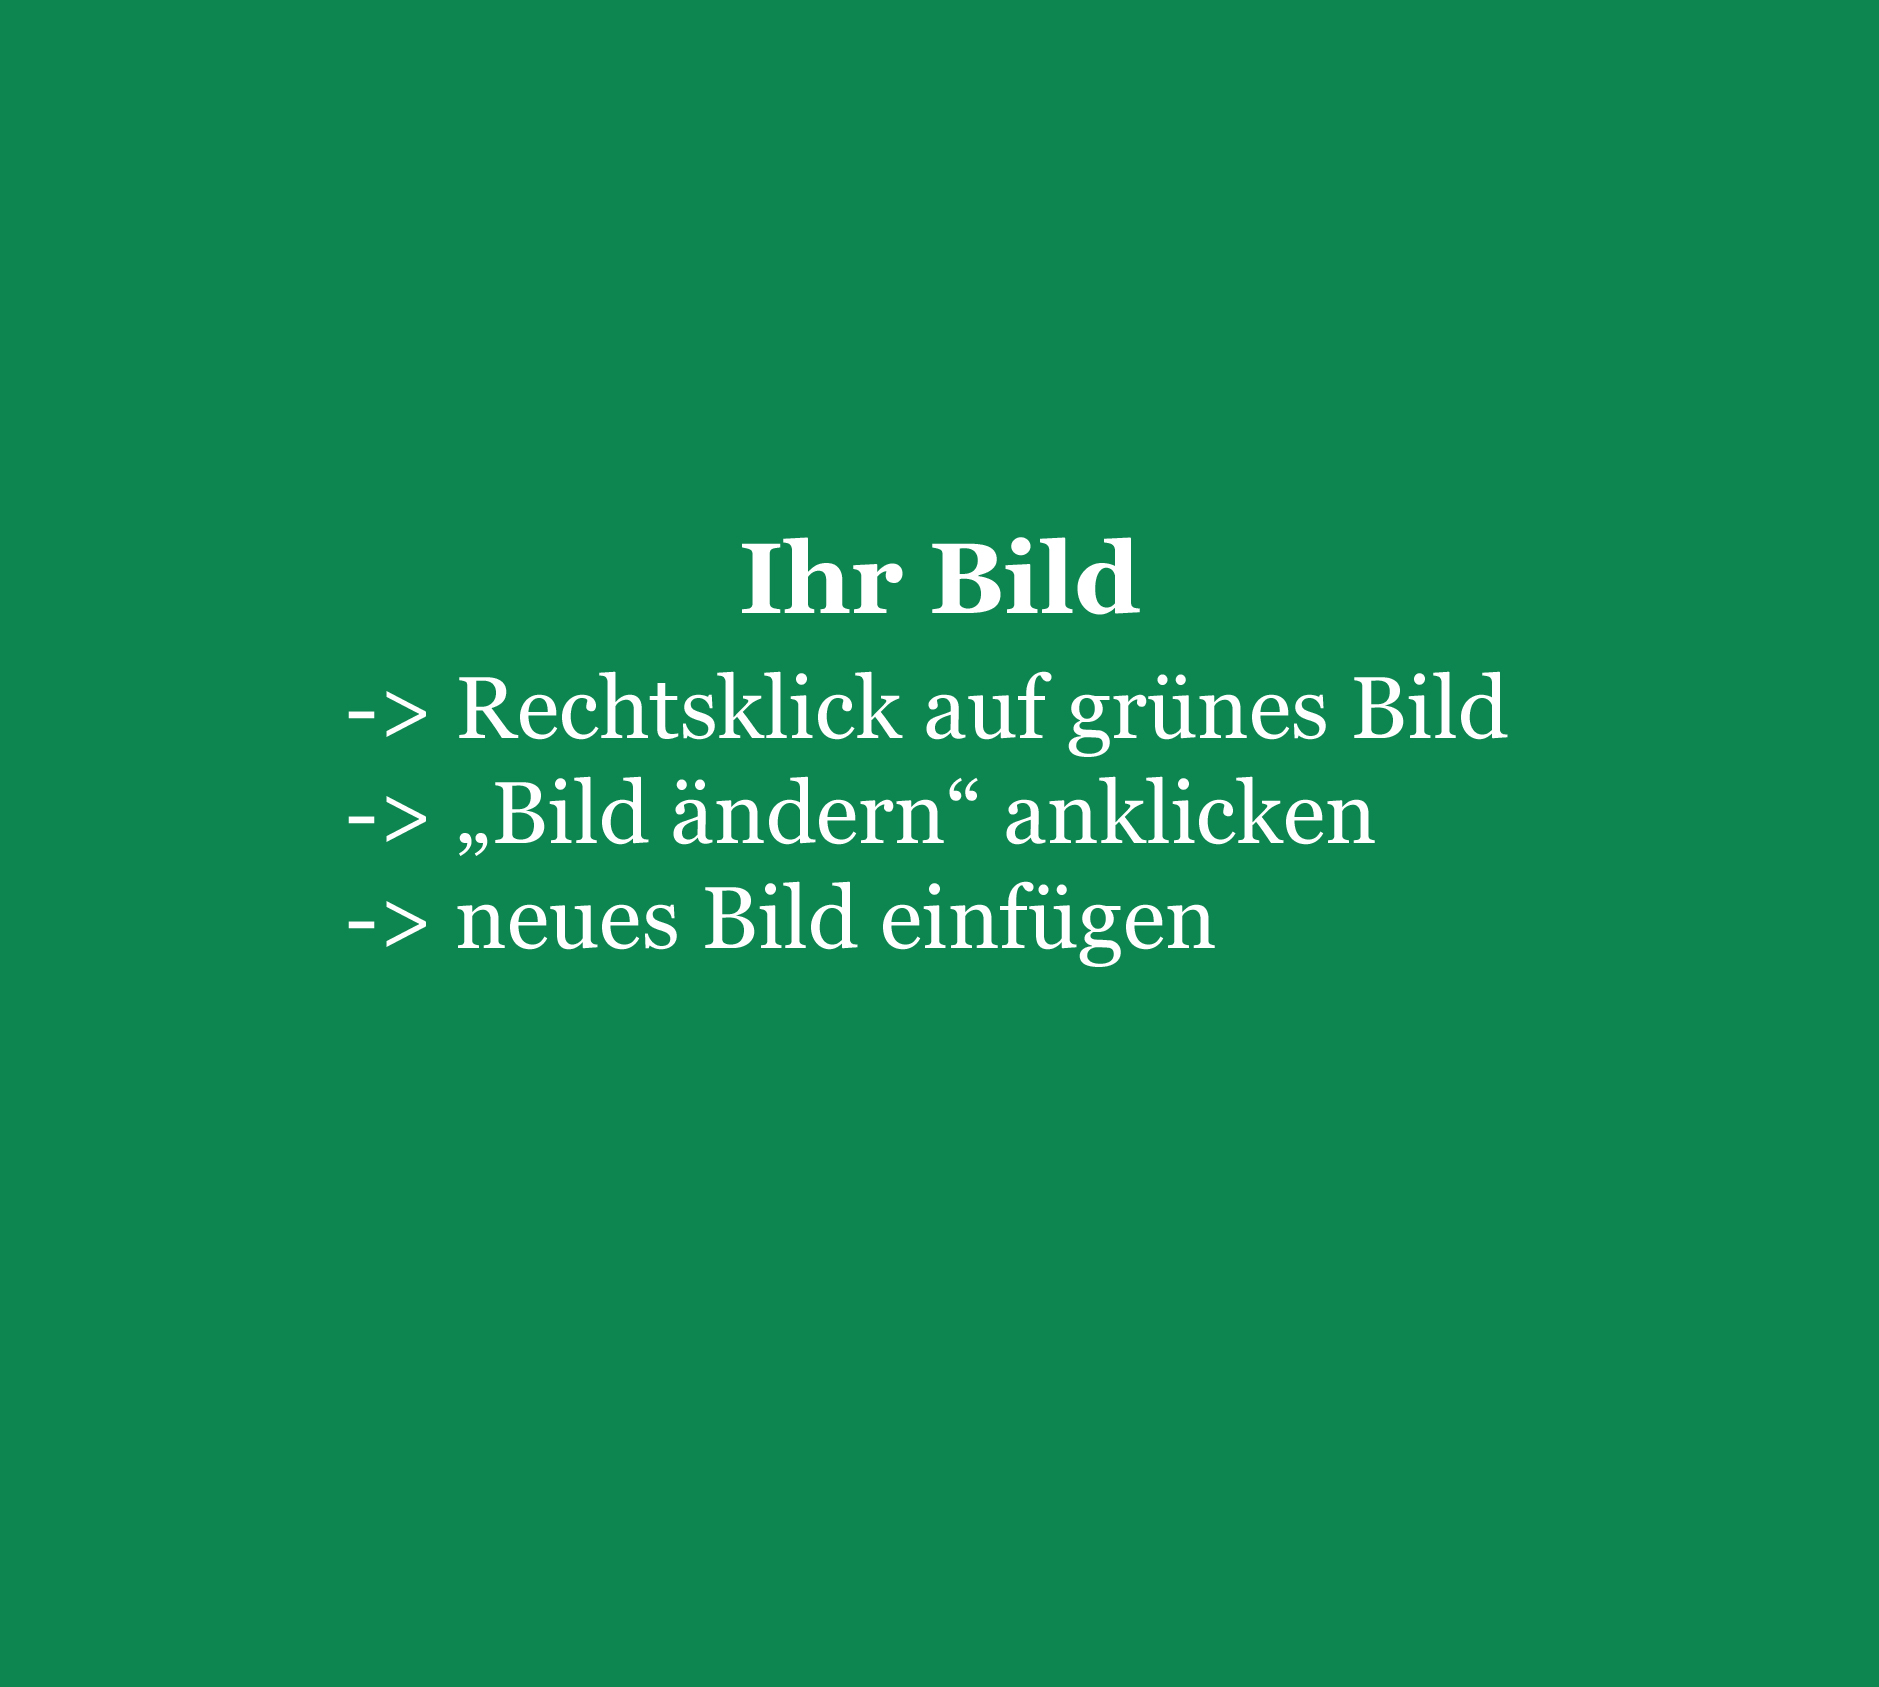 Ihr Bild
-> Rechtsklick auf grünes Bild
-> „Bild ändern“ anklicken
-> neues Bild einfügen